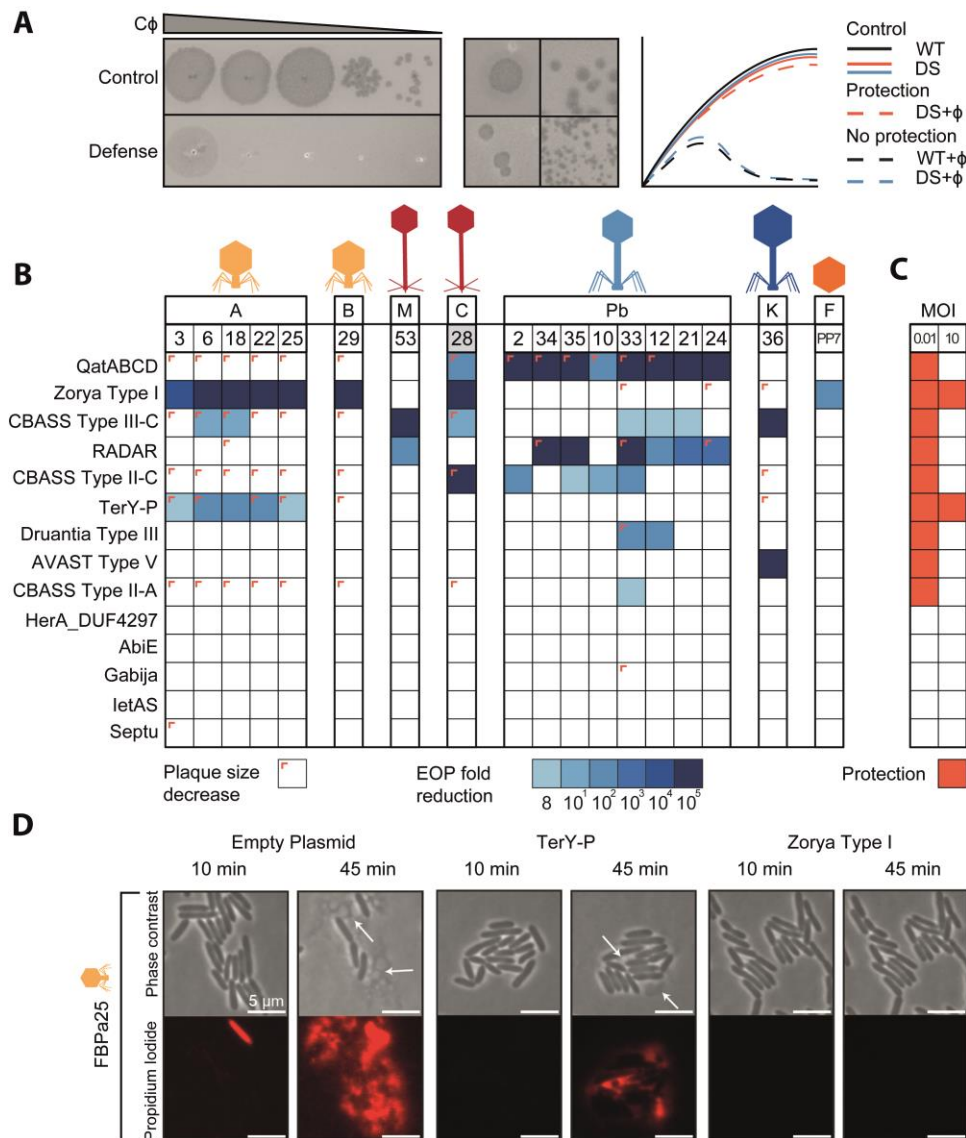 A
Cϕ
Control
Defense
Control
WT
DS
Protection
DS+ϕ
No protection
WT+ϕ
DS+ϕ
B
C
A B M C Pb K F MOI
3 6 18 22 25 29 53 28 2 34 35 10 33 12 21 24 36 PP7 0.01 10
QatABCD
Zorya Type I
CBASS Type III-C
RADAR
CBASS Type II-C
TerY-P
Druantia Type III
AVAST Type V
CBASS Type II-A
HerA_DUF4297
AbiE
Gabija
IetAS
Septu
Plaque size
decrease
EOP fold
reduction
8 10¹ 10² 10³ 10⁴ 10⁵
Protection
D
Empty Plasmid TerY-P Zorya Type I
10 min 45 min 10 min 45 min 10 min 45 min
FBPa25
Phase contrast
5 µm
Propidium Iodide